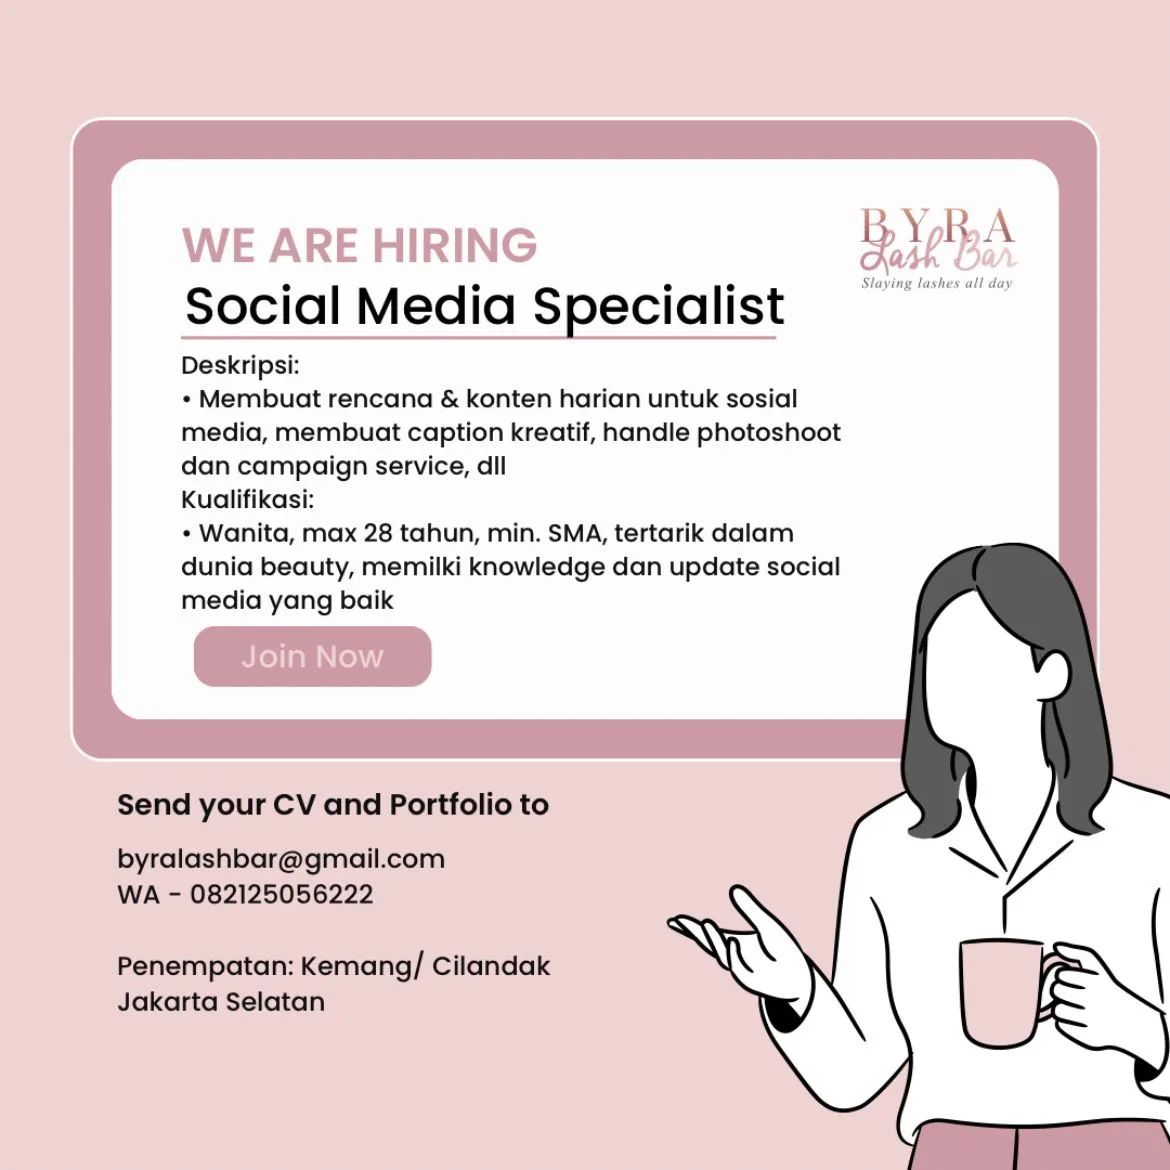 BYRA
Lash Bar
Slaying lashes all day
WE ARE HIRING
Social Media Specialist
Deskripsi:
• Membuat rencana & konten harian untuk sosial
media, membuat caption kreatif, handle photoshoot
dan campaign service, dll
Kualifikasi:
• Wanita, max 28 tahun, min. SMA, tertarik dalam
dunia beauty, memilki knowledge dan update social
media yang baik
Join Now
Send your CV and Portfolio to
byralashbar@gmail.com
WA - 082125056222
Penempatan: Kemang/ Cilandak
Jakarta Selatan